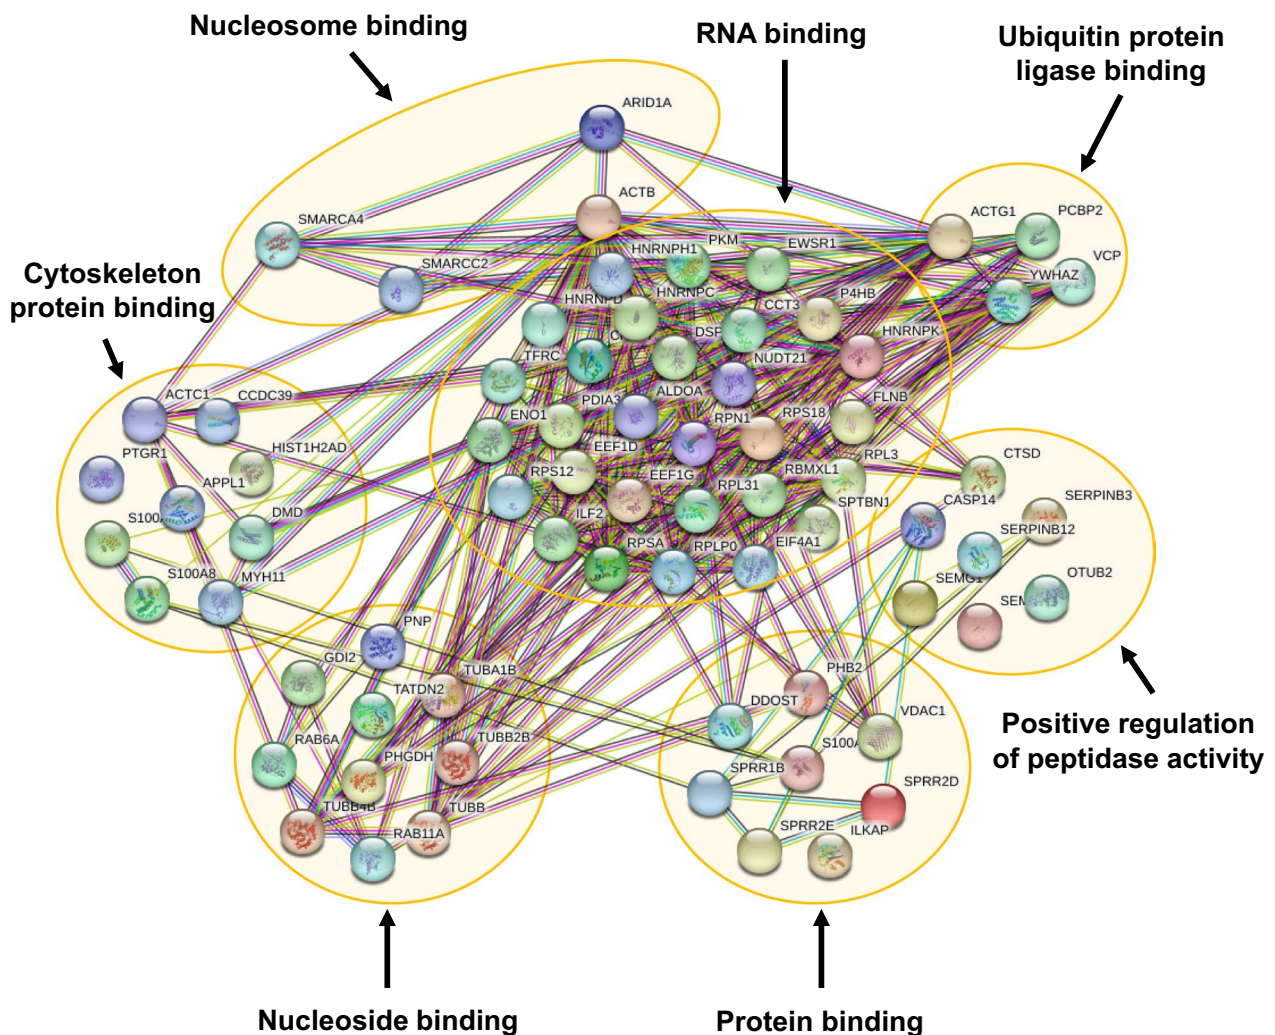 Nucleosome binding
RNA binding
Ubiquitin protein
ligase binding
ARID1A
ACTB
SMARCA4
SMARCC2
ACTG1
PCBP2
VCP
YWHAZ
Cytoskeleton
protein binding
HNRNPH1
PKM
EWSR1
HNRNPD
HNRNPC
CCT3
P4HB
HNRNPK
DSP
NUDT21
TFRC
ALDOA
PDIA3
FLNB
ENO1
RPN1
RPS18
EEF1D
RPL3
RPS12
EEF1G
RBMXL1
RPL31
SPTBN1
ILF2
RPSA
RPLP0
EIF4A1
ACTC1
CCDC39
PTGR1
HIST1H2AD
APPL1
DMD
S100A8
MYH11
CTSD
CASP14
SERPINB3
SERPINB12
SEMG1
OTUB2
PNP
GDI2
TUBA1B
TATDN2
RAB6A
PHGDH
TUBB2B
TUBB4B
TUBB
RAB11A
PHB2
DDOST
VDAC1
SPRR1B
SPRR2D
SPRR2E
ILKAP
Positive regulation
of peptidase activity
Nucleoside binding
Protein binding